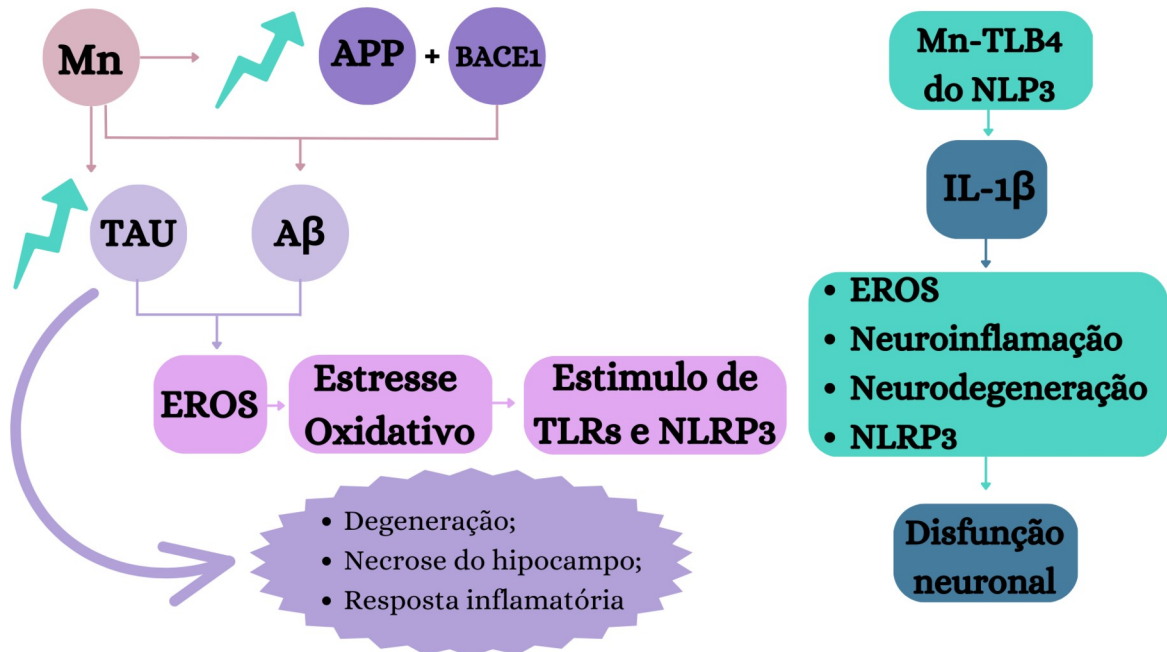 Mn
APP
+
BACE1
TAU
Aβ
EROS
Estresse
Oxidativo
Estimulo de
TLRs e NLRP3
• Degeneração;
• Necrose do hipocampo;
• Resposta inflamatória
Mn-TLB4
do NLP3
IL-1β
• EROS
• Neuroinflamação
• Neurodegeneração
• NLRP3
Disfunção
neuronal